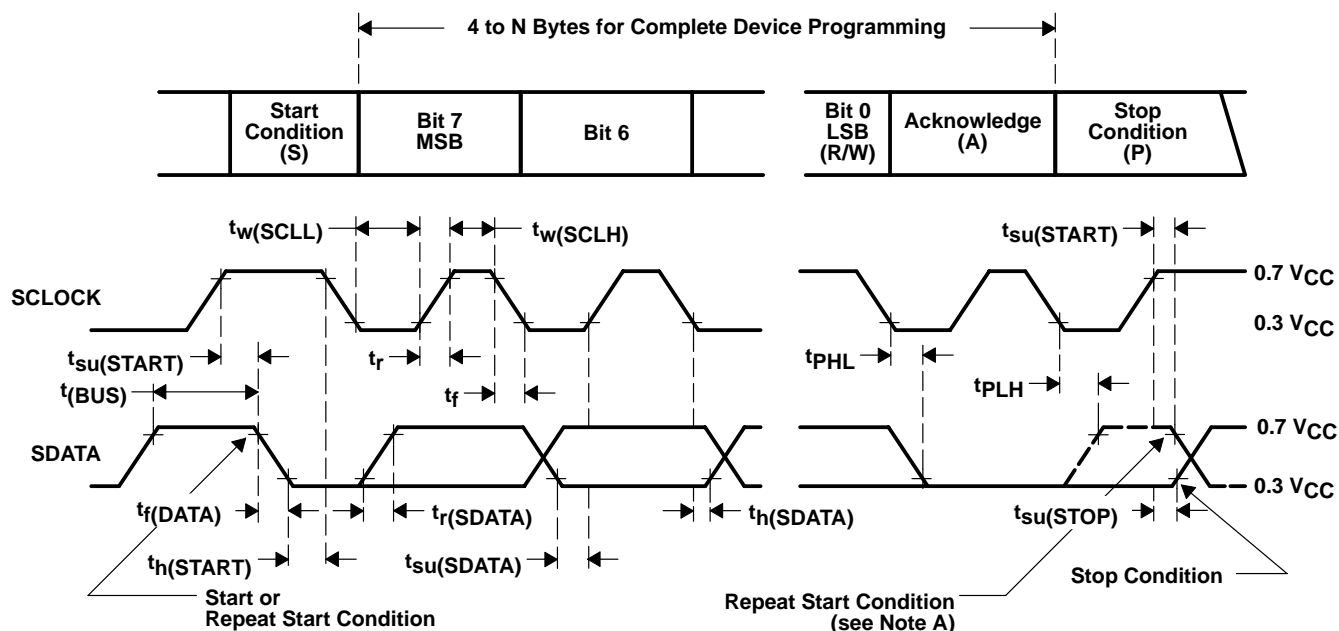 4 to N Bytes for Complete Device Programming
Start
Condition
(S)
Bit 7
MSB
Bit 6
Bit 0
LSB
(R/W)
Acknowledge
(A)
Stop
Condition
(P)
tw(SCLL)
tw(SCLH)
tsu(START)
SCLOCK
0.7 VCC
0.3 VCC
tsu(START)
tr
tPHL
t(BUS)
tf
tPLH
SDATA
0.7 VCC
0.3 VCC
tf(DATA)
tr(SDATA)
th(SDATA)
tsu(STOP)
th(START)
tsu(SDATA)
Stop Condition
Start or
Repeat Start Condition
Repeat Start Condition
(see Note A)